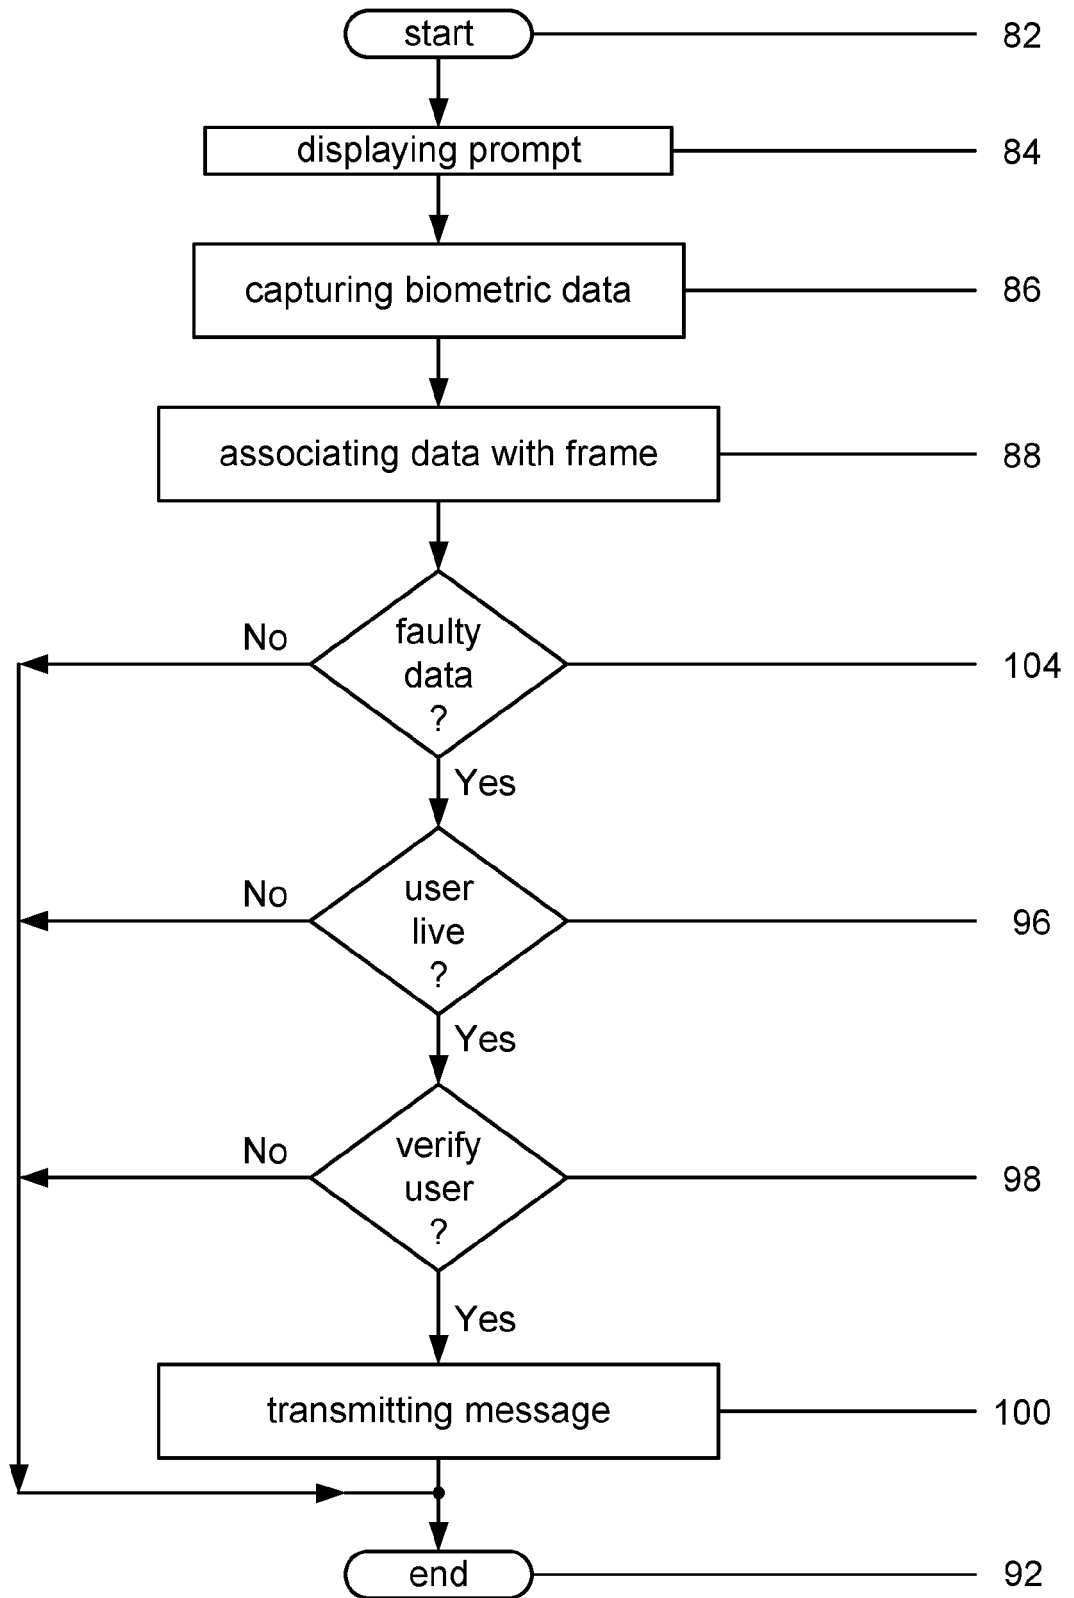 start
82
displaying prompt
84
capturing biometric data
86
associating data with frame
88
faulty
data
?
No
104
Yes
user
live
?
No
96
Yes
verify
user
?
No
98
Yes
transmitting message
100
end
92